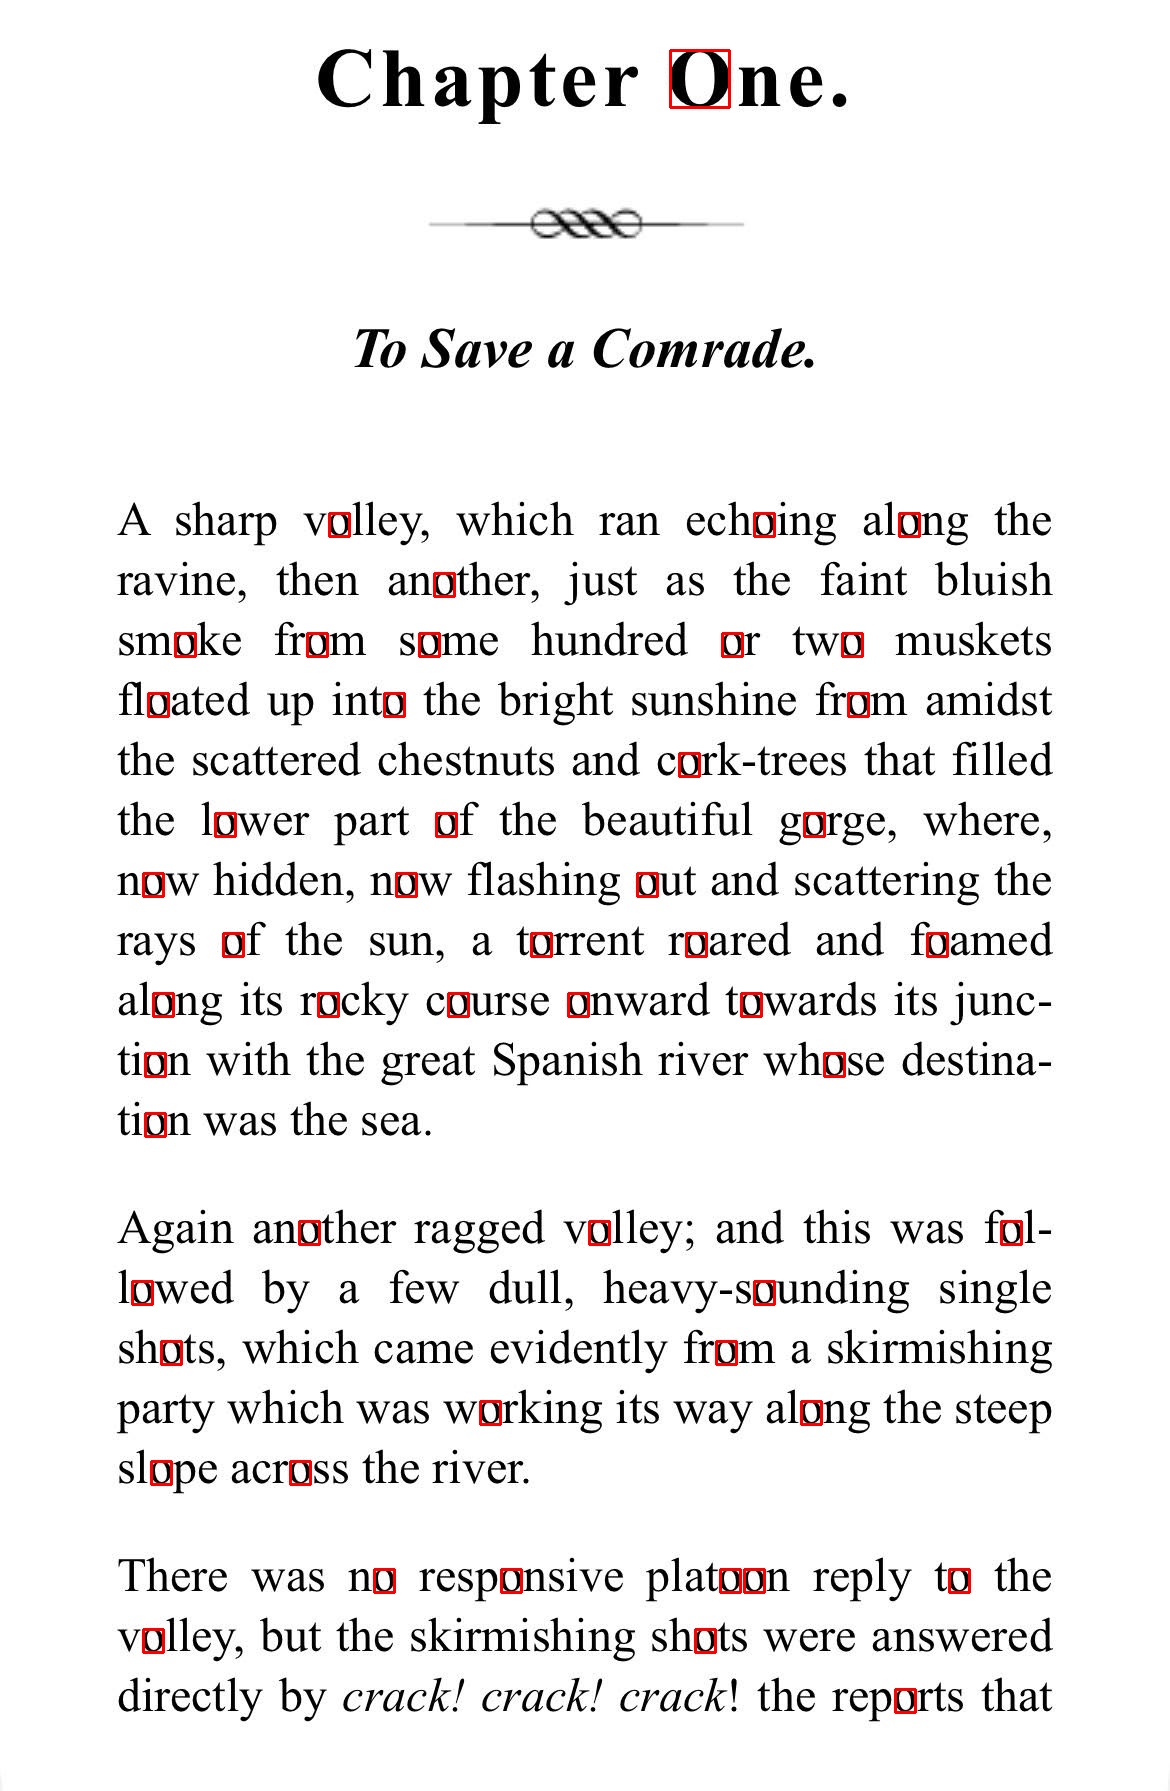 Chapter One.
To Save a Comrade.
A sharp volley, which ran echoing along the
ravine, then another, just as the faint bluish
smoke from some hundred or two muskets
floated up into the bright sunshine from amidst
the scattered chestnuts and cork-trees that filled
the lower part of the beautiful gorge, where,
now hidden, now flashing out and scattering the
rays of the sun, a torrent roared and foamed
along its rocky course onward towards its junc-
tion with the great Spanish river whose destina-
tion was the sea.
Again another ragged volley; and this was fol-
lowed by a few dull, heavy-sounding single
shots, which came evidently from a skirmishing
party which was working its way along the steep
slope across the river.
There was no responsive platoon reply to the
volley, but the skirmishing shots were answered
directly by crack! crack! crack! the reports that